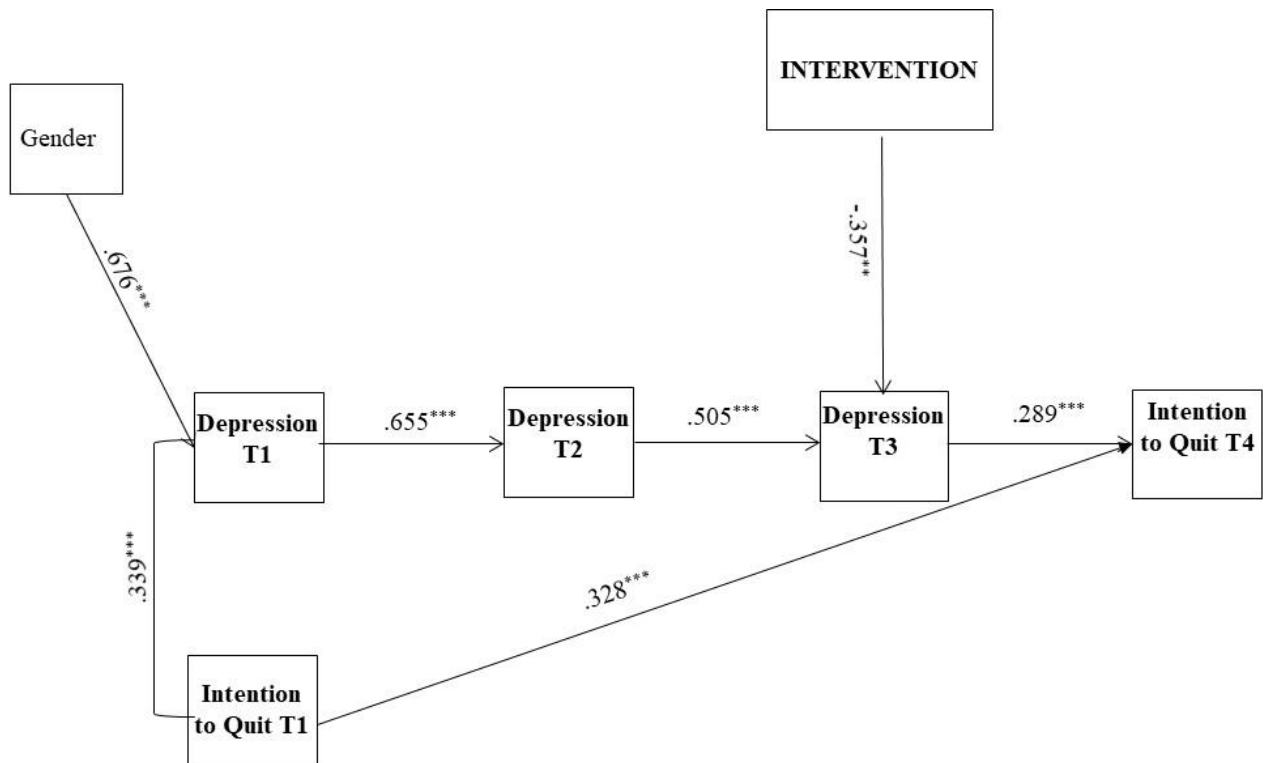 INTERVENTION
Gender
.676***
-.357**
Depression
T1
.655***
Depression
T2
.505***
Depression
T3
.289***
Intention
to Quit T4
.339***
.328***
Intention
to Quit T1